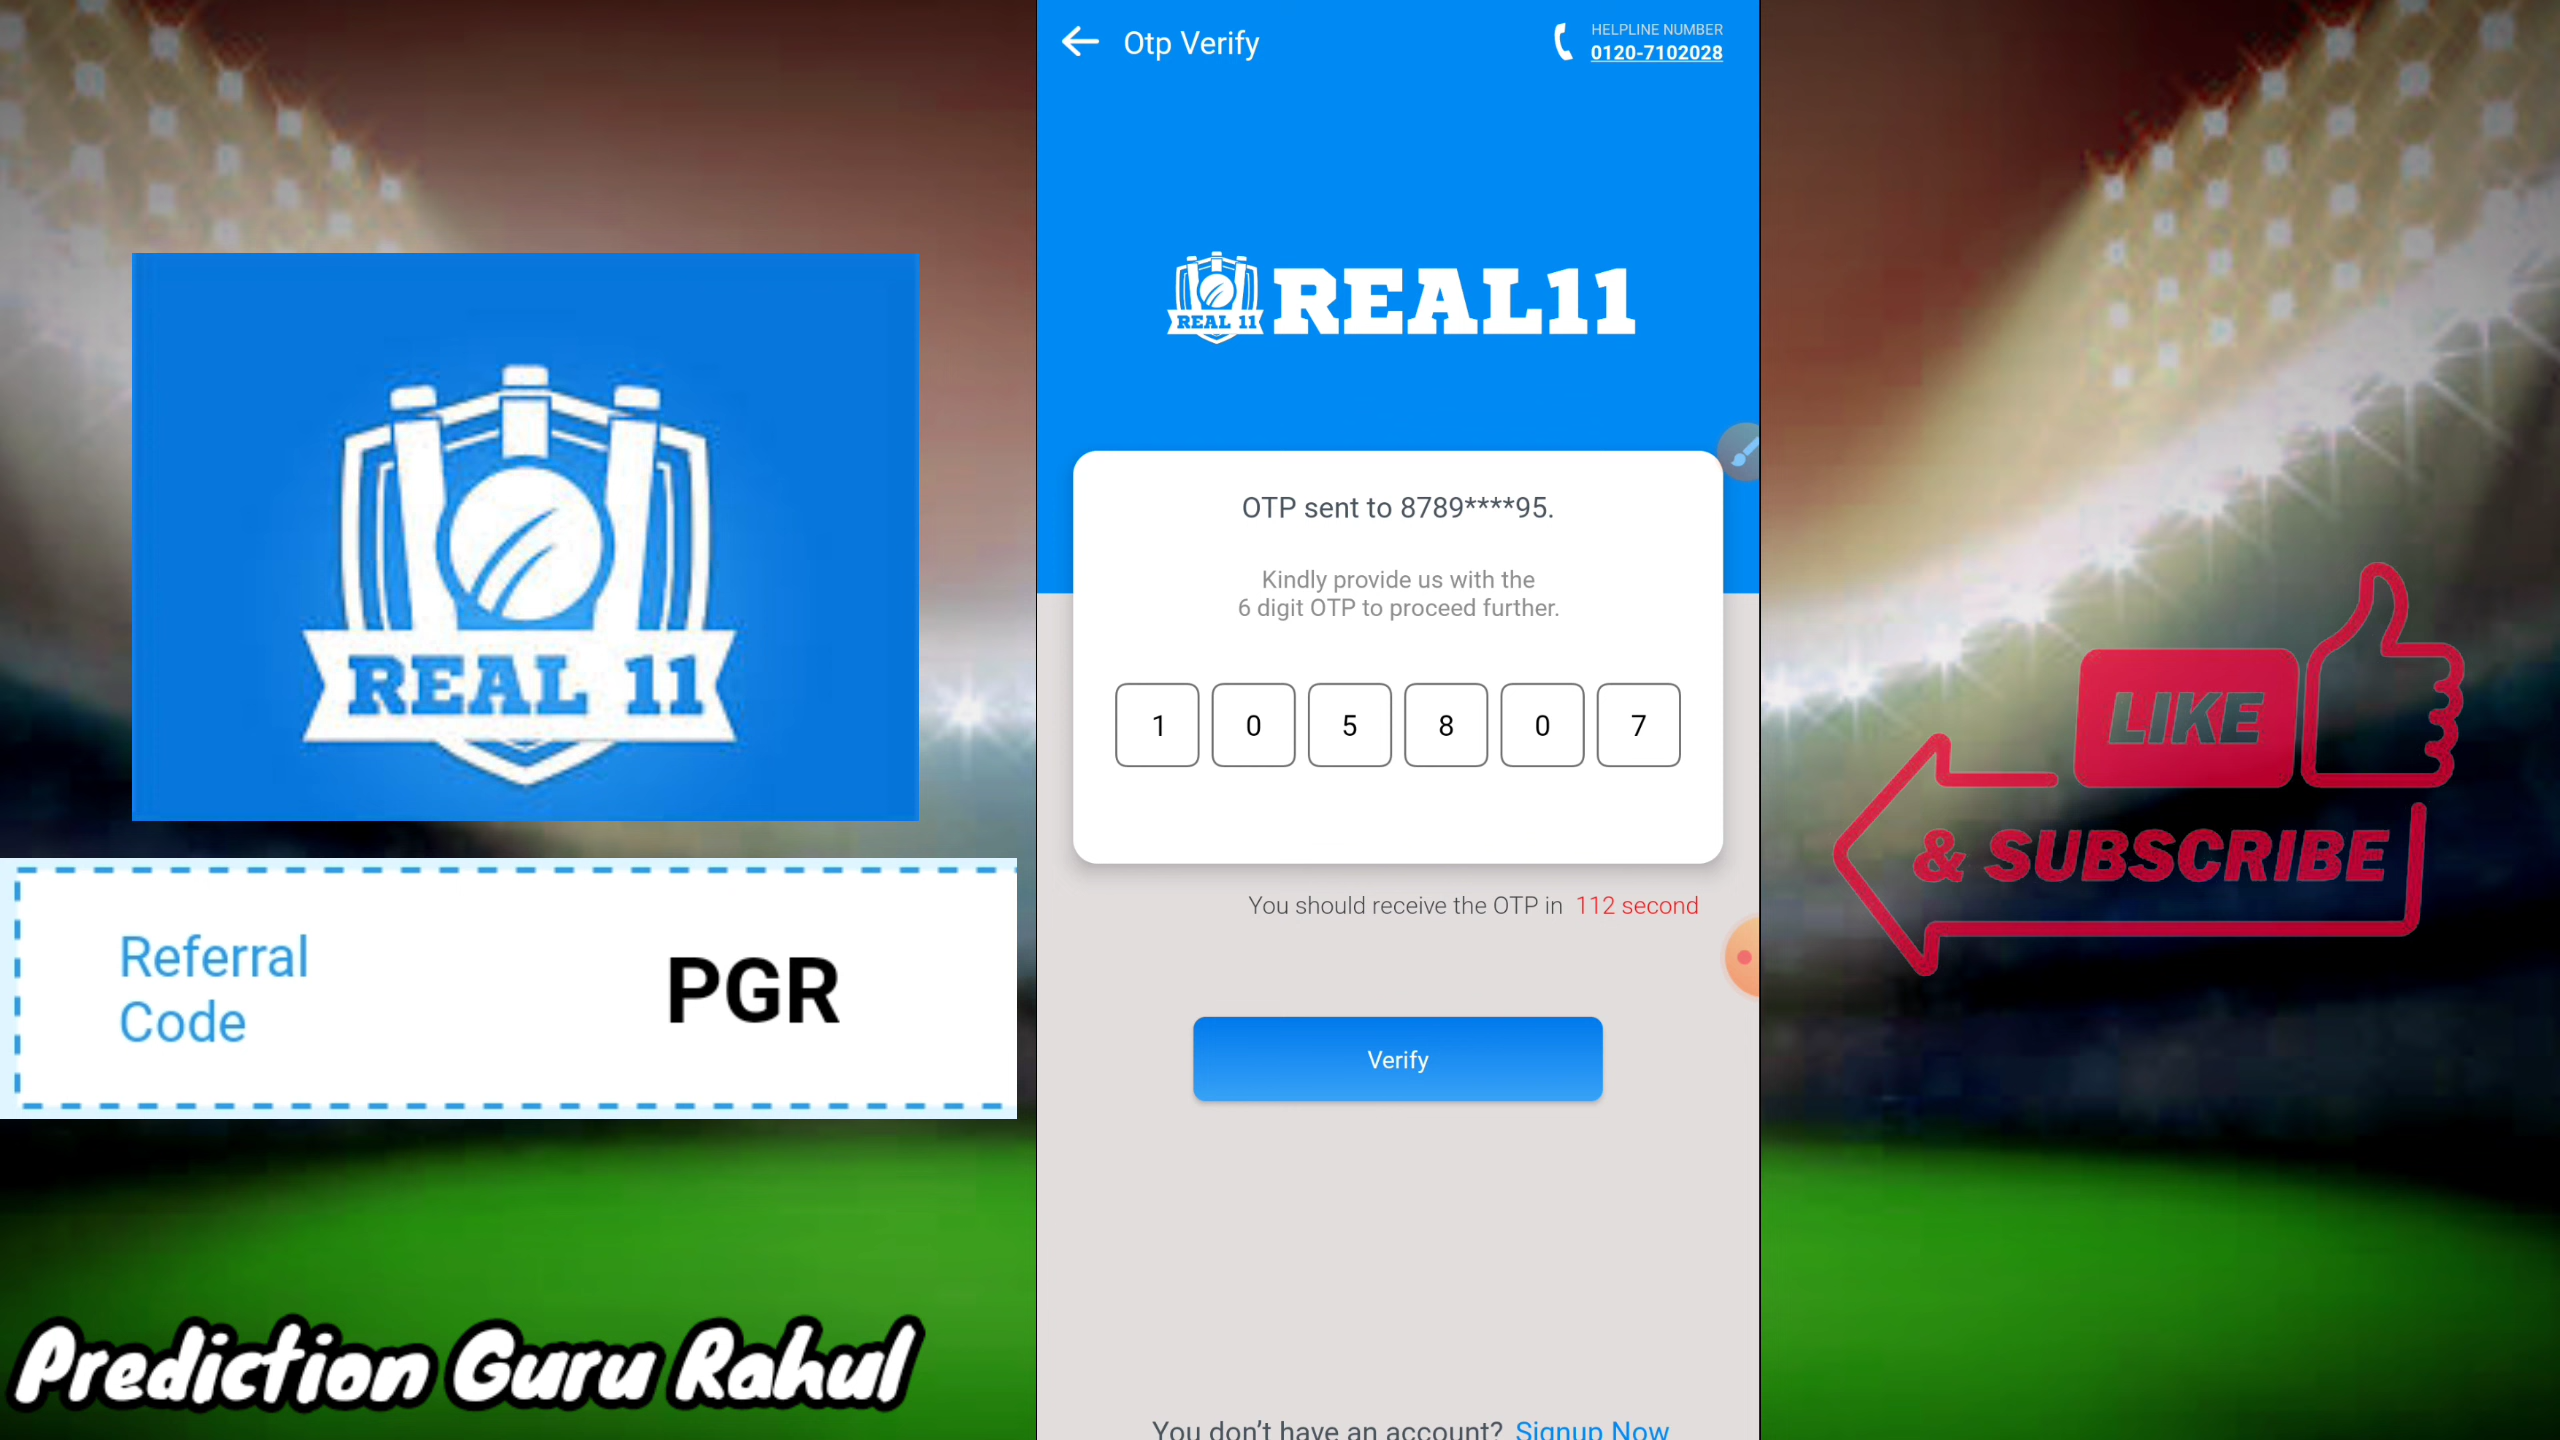 REAL 11
Referral
Code
PGR
Prediction Guru Rahul
Otp Verify
HELPLINE NUMBER
0120-7102028
REAL 11
REAL11
OTP sent to 8789****95.
Kindly provide us with the
6 digit OTP to proceed further.
1 0 5 8 0 7
You should receive the OTP in 112 second
Verify
You don't have an account? Signup Now
LIKE
& SUBSCRIBE